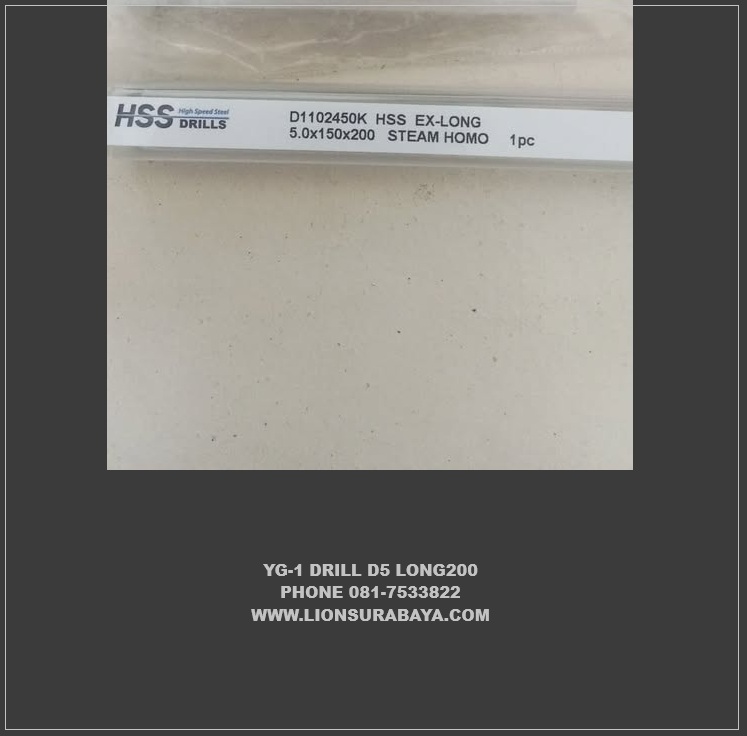 HSS High Speed Steel
DRILLS
D1102450K HSS EX-LONG
5.0x150x200 STEAM HOMO 1pc
YG-1 DRILL D5 LONG200
PHONE 081-7533822
WWW.LIONSURABAYA.COM